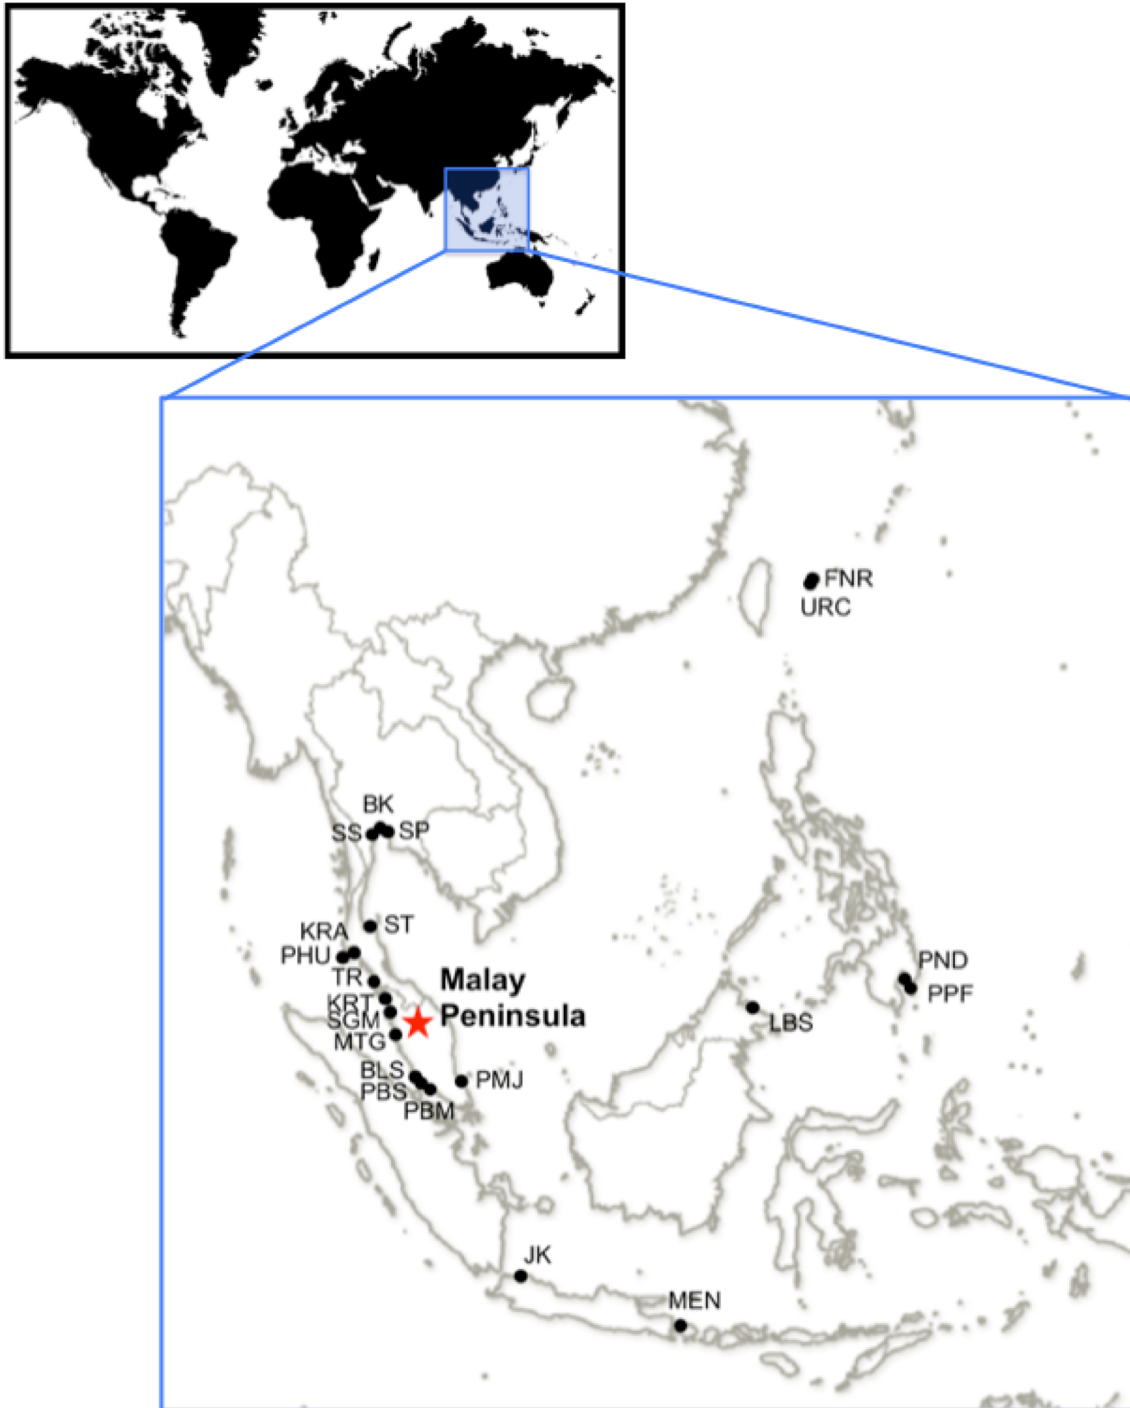 FNR
URC
BK
SS
SP
ST
KRA
PHU
TR
Malay
Peninsula
KRT
SGM
MTG
PND
PPF
LBS
BLS
PBS
PBM
PMJ
JK
MEN